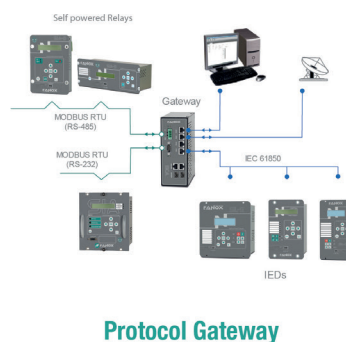 Self powered Relays
Gateway
MODBUS RTU
(RS-485)
MODBUS RTU
(RS-232)
IEC 61850
IEDs
Protocol Gateway